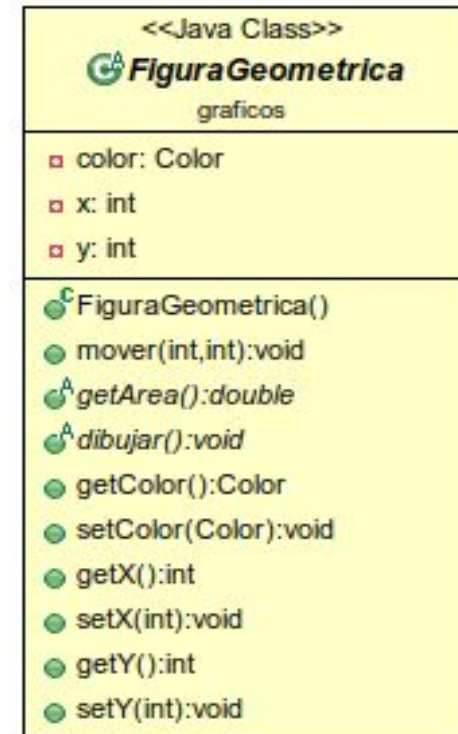 <<Java Class>>
FiguraGeometrica
graficos
color: Color
x: int
y: int
FiguraGeometrica()
mover(int,int):void
getArea():double
dibujar():void
getColor():Color
setColor(Color):void
getX():int
setX(int):void
getY():int
setY(int):void